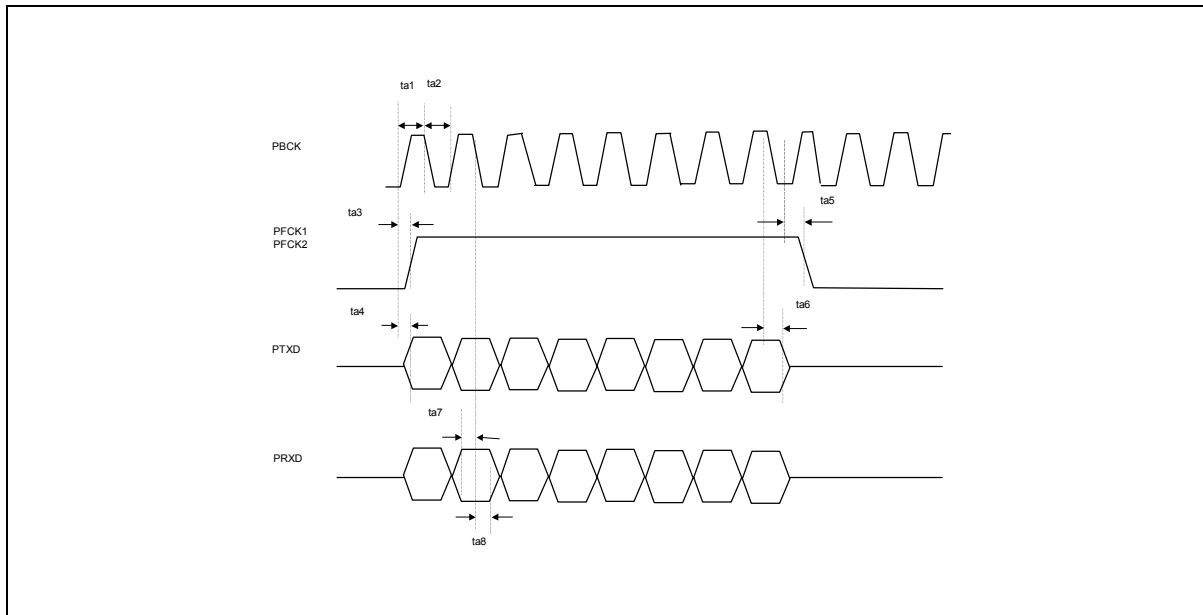 ta1
ta2
PBCK
ta3
ta5
PFCK1
PFCK2
ta4
ta6
PTXD
ta7
PRXD
ta8